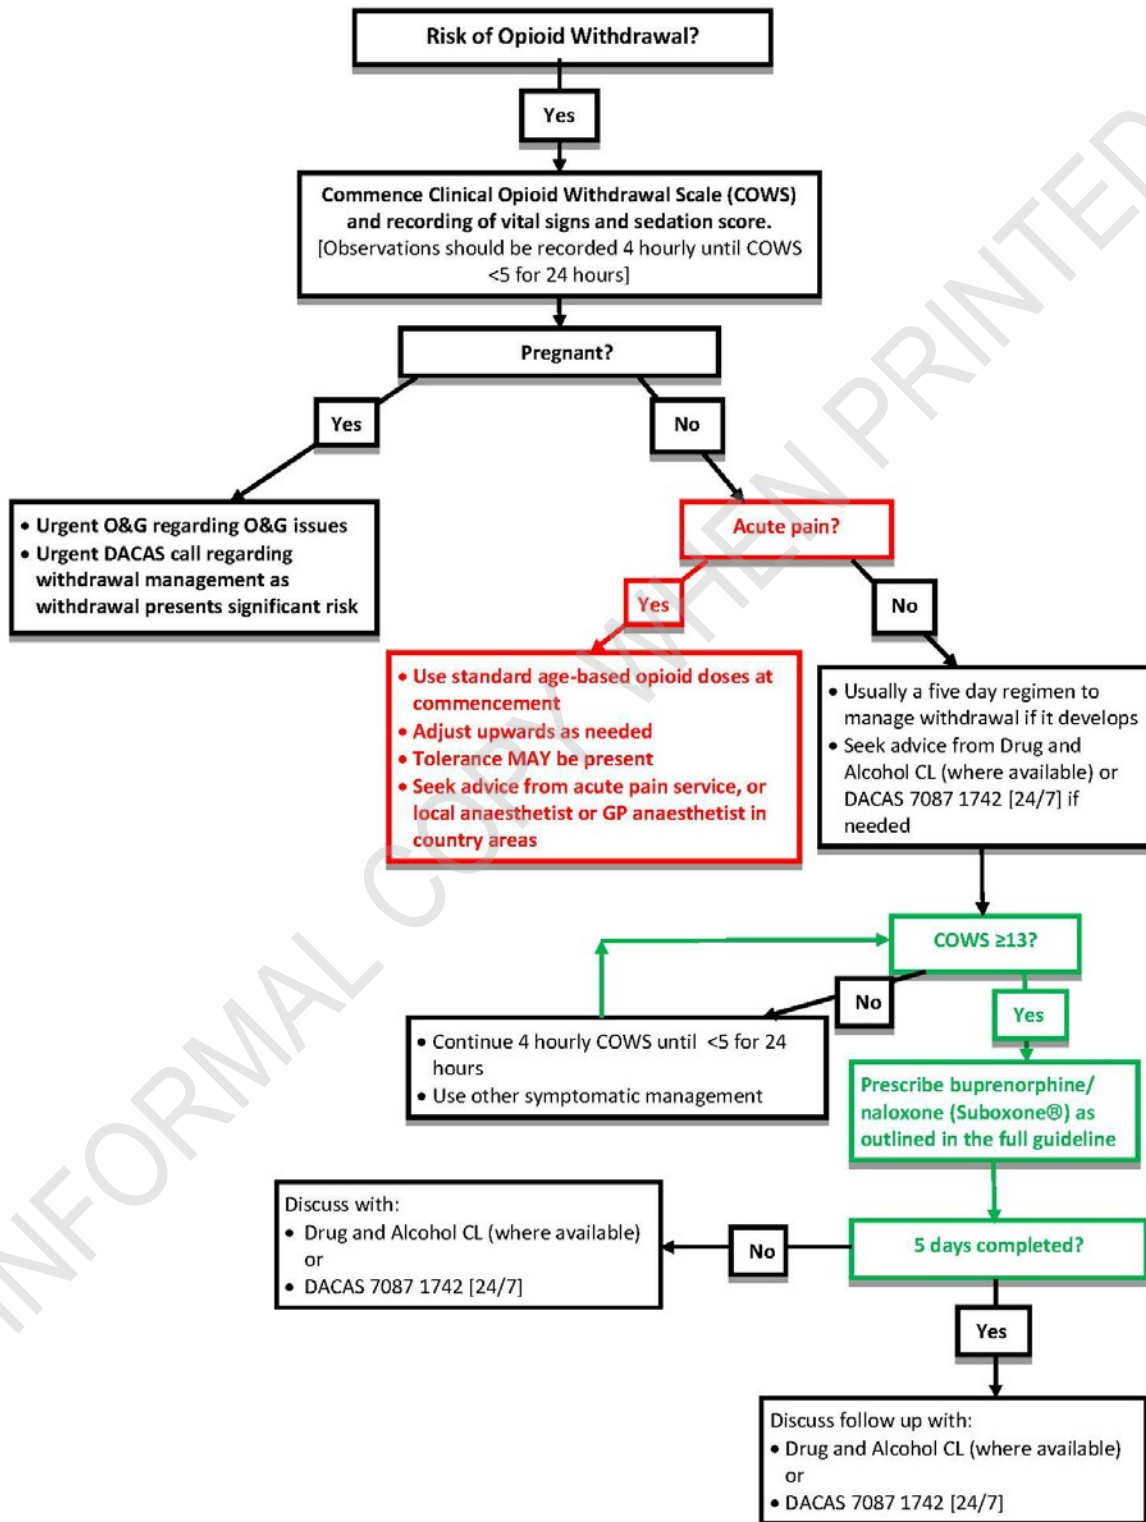 Risk of Opioid Withdrawal?
Yes
Commence Clinical Opioid Withdrawal Scale (COWS)
and recording of vital signs and sedation score.
[Observations should be recorded 4 hourly until COWS
<5 for 24 hours]
Pregnant?
Yes
No
• Urgent O&G regarding O&G issues
• Urgent DACAS call regarding
withdrawal management as
withdrawal presents significant risk
Acute pain?
Yes
No
• Use standard age-based opioid doses at
commencement
• Adjust upwards as needed
• Tolerance MAY be present
• Seek advice from acute pain service, or
local anaesthetist or GP anaesthetist in
country areas
• Usually a five day regimen to
manage withdrawal if it develops
• Seek advice from Drug and
Alcohol CL (where available) or
DACAS 7087 1742 [24/7] if
needed
COWS ≥13?
No
Yes
• Continue 4 hourly COWS until <5 for 24
hours
• Use other symptomatic management
Prescribe buprenorphine/
naloxone (Suboxone®) as
outlined in the full guideline
5 days completed?
No
Discuss with:
• Drug and Alcohol CL (where available)
or
• DACAS 7087 1742 [24/7]
Yes
Discuss follow up with:
• Drug and Alcohol CL (where available)
or
• DACAS 7087 1742 [24/7]
INFORMAL COPY WHEN PRINTED